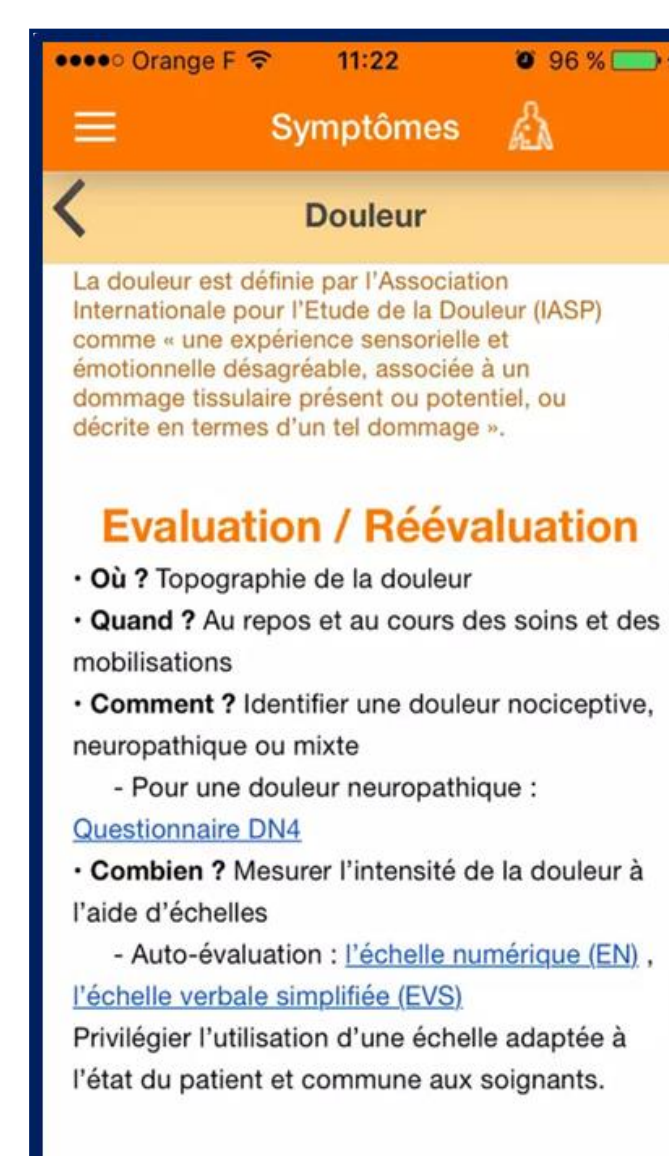 Orange F 11:22 96 %
Symptômes
Douleur
La douleur est définie par l'Association
Internationale pour l'Etude de la Douleur (IASP)
comme « une expérience sensorielle et
émotionnelle désagréable, associée à un
dommage tissulaire présent ou potentiel, ou
décrite en termes d'un tel dommage ».
Evaluation / Réévaluation
· Où ? Topographie de la douleur
· Quand ? Au repos et au cours des soins et des
mobilisations
· Comment ? Identifier une douleur nociceptive,
neuropathique ou mixte
- Pour une douleur neuropathique :
Questionnaire DN4
· Combien ? Mesurer l'intensité de la douleur à
l'aide d'échelles
- Auto-évaluation : l'échelle numérique (EN) ,
l'échelle verbale simplifiée (EVS)
Privilégier l'utilisation d'une échelle adaptée à
l'état du patient et commune aux soignants.